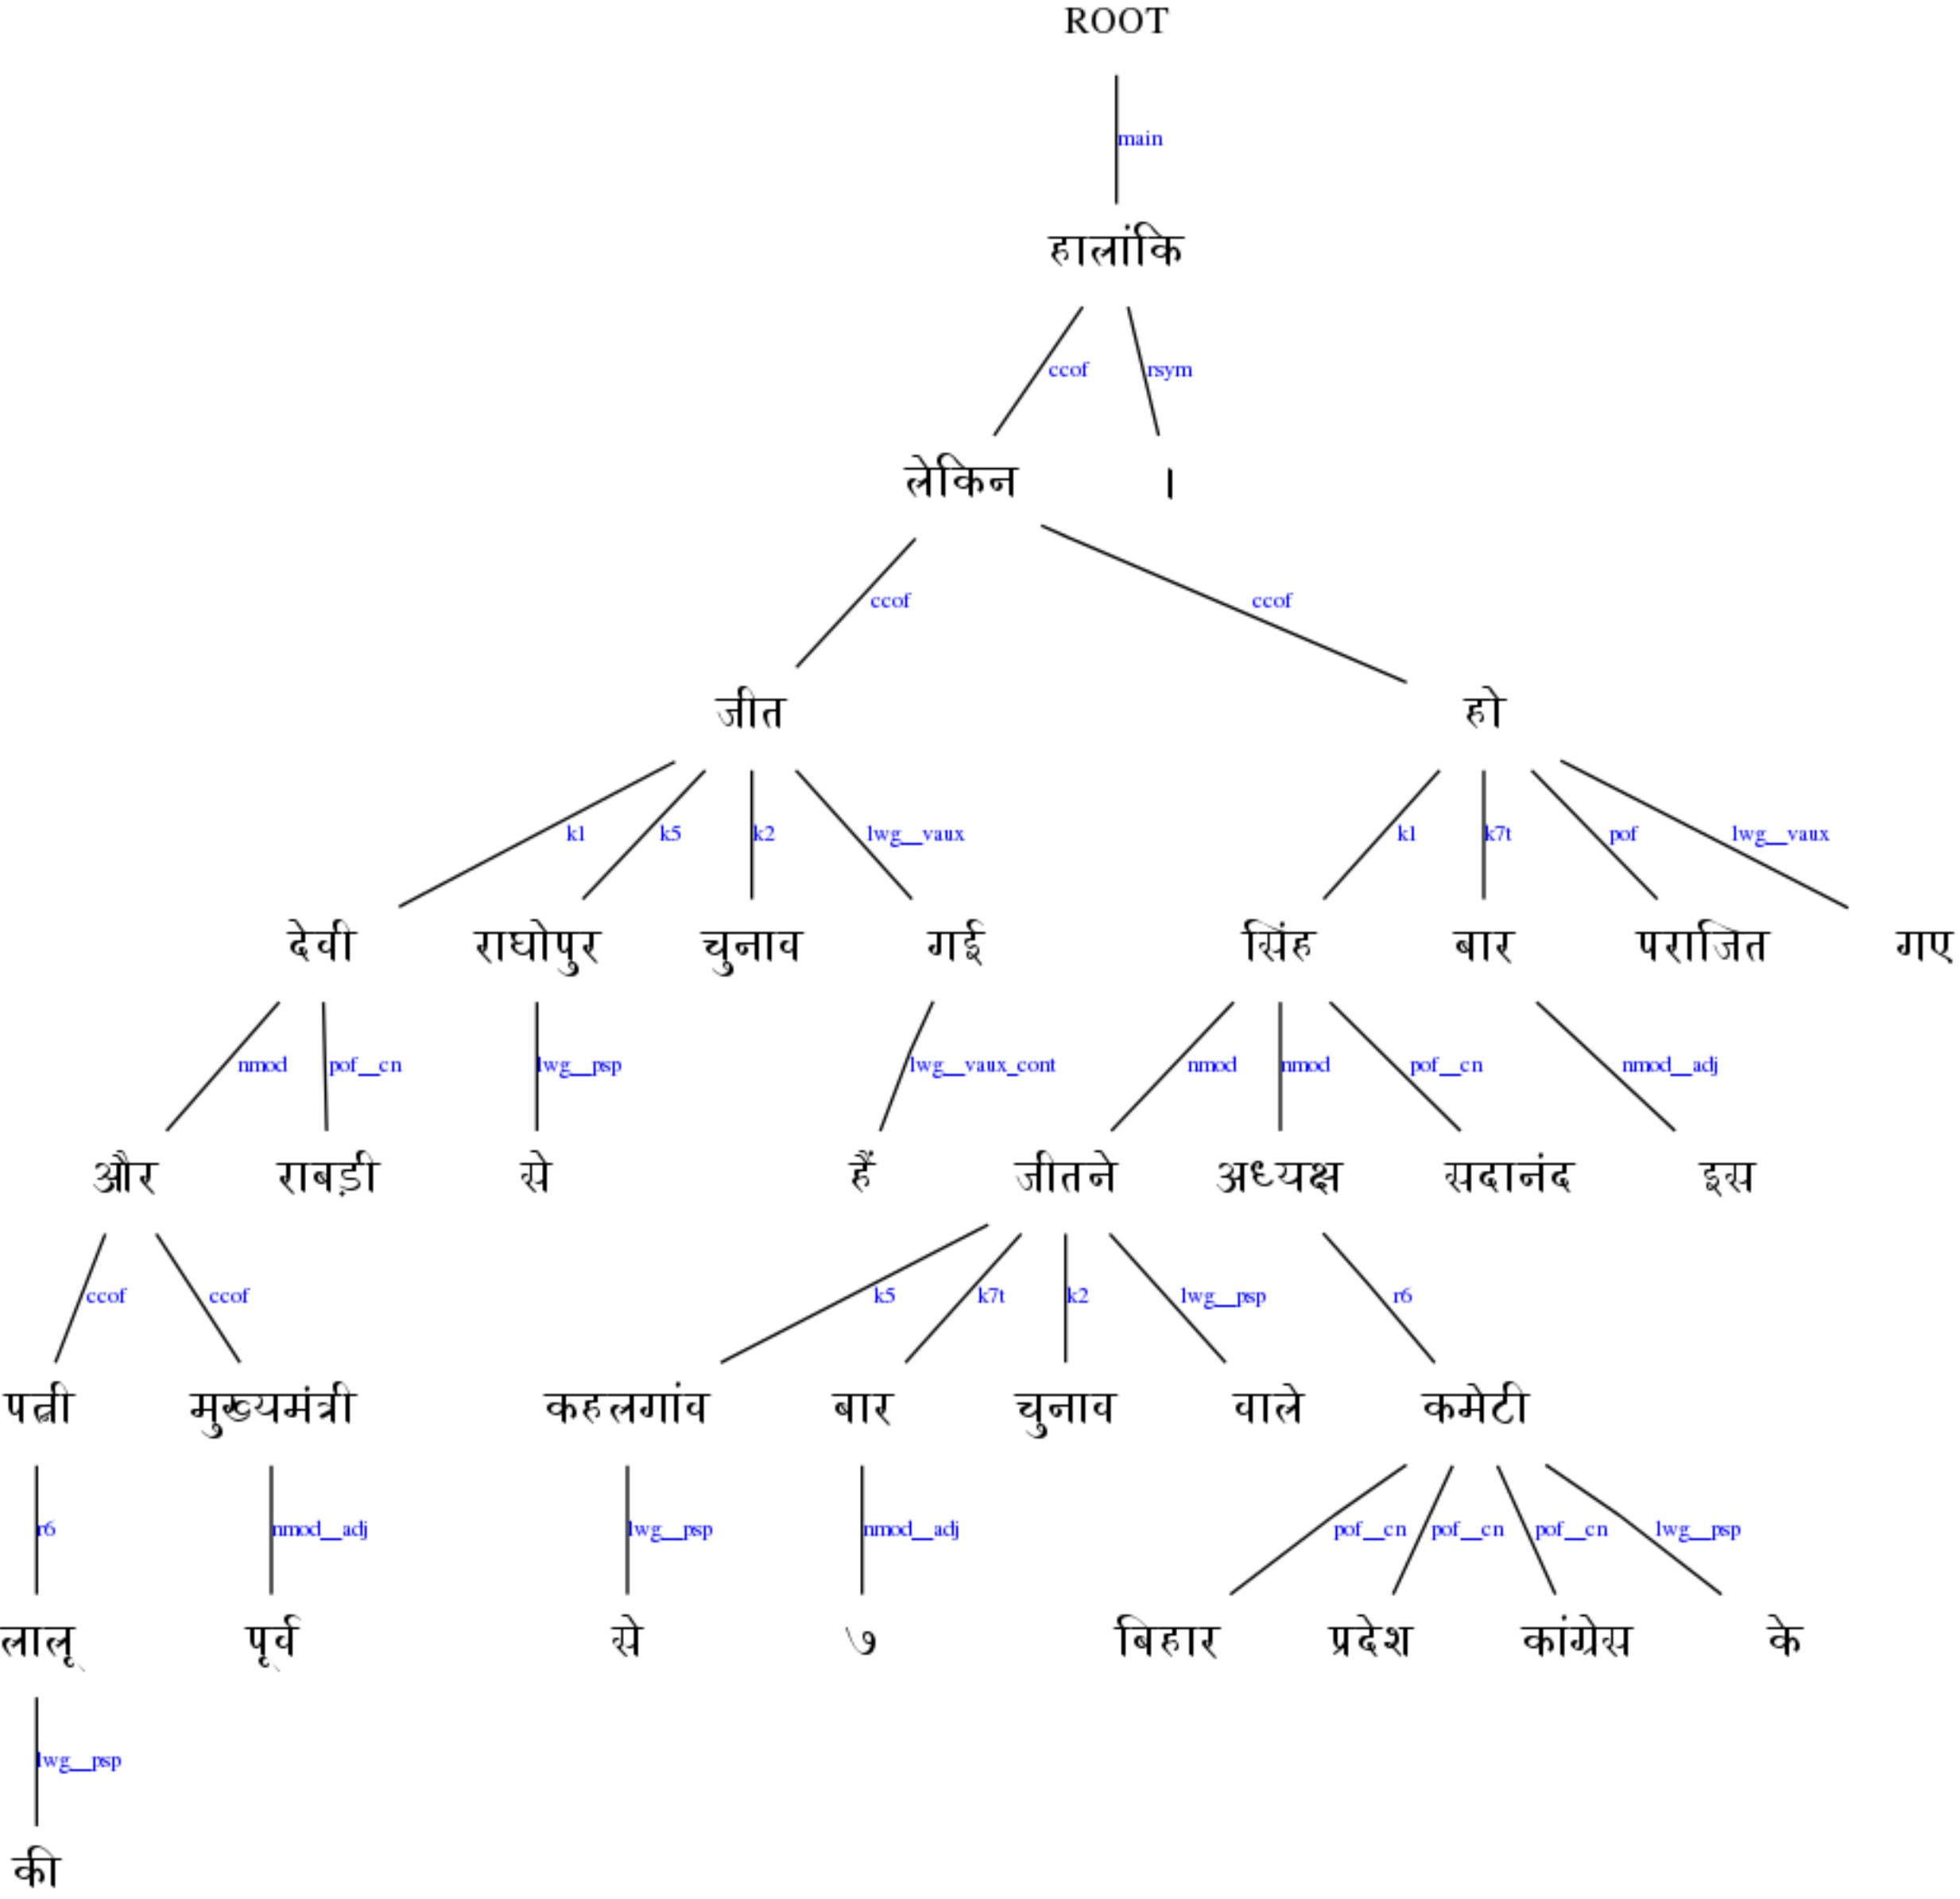 ROOT
main
हालांकि
ccof rsym
लेकिन ।
ccof ccof
जीत हो
k1 k5 k2 lwg__vaux k1 k7t pof lwg__vaux
देवी राघोपुर चुनाव गई सिंह बार पराजित गए
nmod pof__cn lwg__psp lwg__vaux_cont nmod nmod pof__cn nmod__adj
और राबड़ी से हैं जीतने अध्यक्ष सदानंद इस
ccof ccof k5 k7t k2 lwg__psp r6
पत्नी मुख्यमंत्री कहलगांव बार चुनाव वाले कमेटी
r6 nmod__adj lwg__psp nmod__adj pof__cn pof__cn pof__cn lwg__psp
लालू पूर्व से ७ बिहार प्रदेश कांग्रेस के
lwg__psp
की